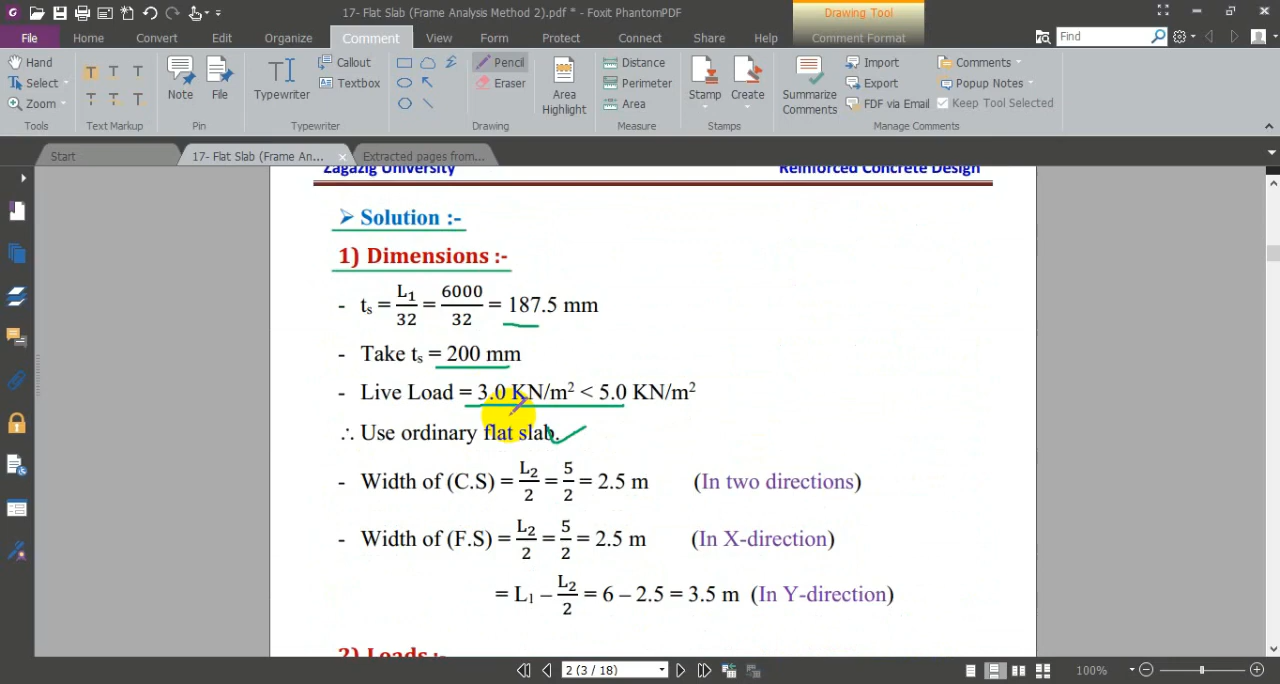 17- Flat Slab (Frame Analysis Method 2).pdf * - Foxit PhantomPDF
Drawing Tool
File Home Convert Edit Organize Comment View Form Protect Connect Share Help Comment Format Find
Hand
Select
Zoom
Tools
T T T
T T T
Text Markup
Note File
Pin
Typewriter
Callout
Textbox
Typewriter
Pencil
Eraser
Area Highlight
Drawing
Distance
Perimeter
Area
Measure
Stamp Create
Stamps
Summarize Comments
Import
Export
FDF via Email
Comments
Popup Notes
Keep Tool Selected
Manage Comments
Start 17- Flat Slab (Frame An... Extracted pages from...
Zagazig University Reinforced Concrete Design
➢ Solution :-
1) Dimensions :-
- ts = L1/32 = 6000/32 = 187.5 mm
- Take ts = 200 mm
- Live Load = 3.0 KN/m² < 5.0 KN/m²
∴ Use ordinary flat slab.
- Width of (C.S) = L2/2 = 5/2 = 2.5 m (In two directions)
- Width of (F.S) = L2/2 = 5/2 = 2.5 m (In X-direction)
= L1 – L2/2 = 6 – 2.5 = 3.5 m (In Y-direction)
2) Loads :-
2 (3 / 18) 100%